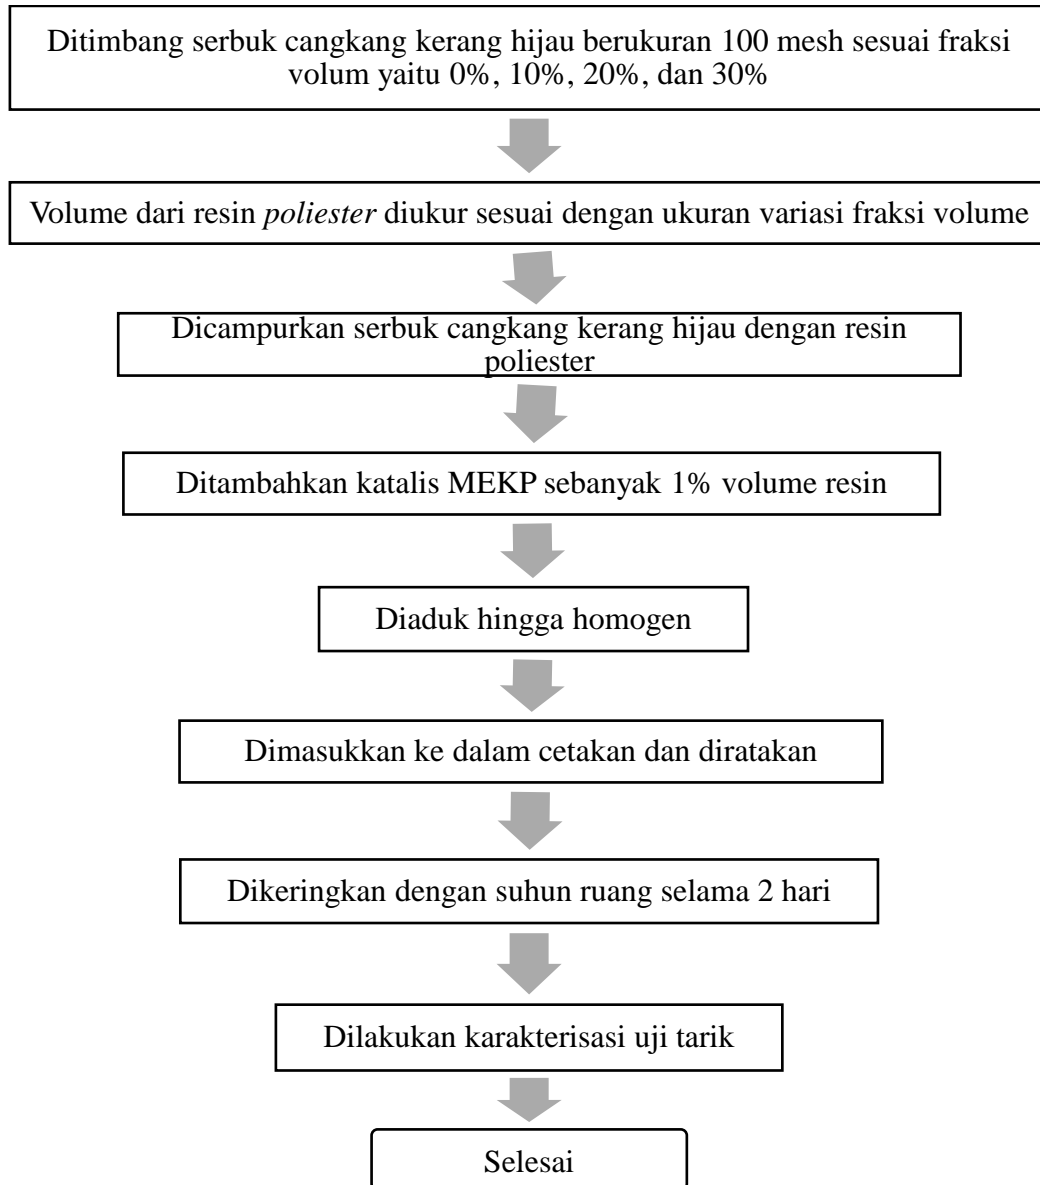 Ditimbang serbuk cangkang kerang hijau berukuran 100 mesh sesuai fraksi
volum yaitu 0%, 10%, 20%, dan 30%
Volume dari resin poliester diukur sesuai dengan ukuran variasi fraksi volume
Dicampurkan serbuk cangkang kerang hijau dengan resin
poliester
Ditambahkan katalis MEKP sebanyak 1% volume resin
Diaduk hingga homogen
Dimasukkan ke dalam cetakan dan diratakan
Dikeringkan dengan suhun ruang selama 2 hari
Dilakukan karakterisasi uji tarik
Selesai